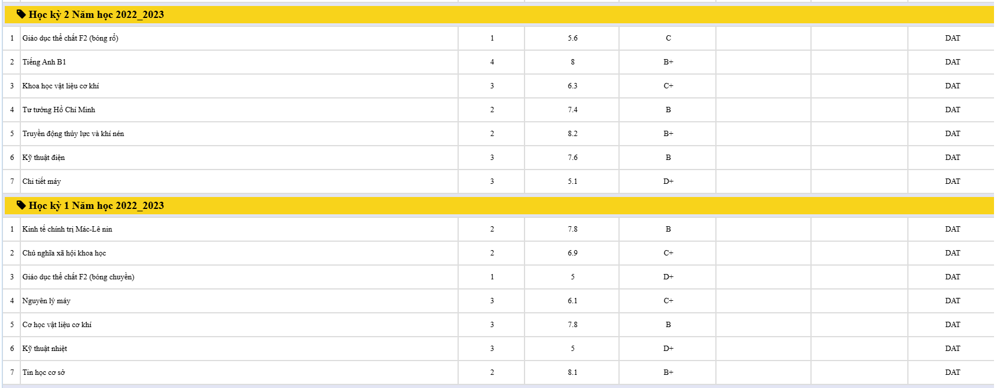 Học kỳ 2 Năm học 2022_2023
1 Giáo dục thể chất F2 (bóng rổ) 1 5.6 C DAT
2 Tiếng Anh B1 4 8 B+ DAT
3 Khoa học vật liệu cơ khí 3 6.3 C+ DAT
4 Tư tưởng Hồ Chí Minh 2 7.4 B DAT
5 Truyền động thủy lực và khí nén 2 8.2 B+ DAT
6 Kỹ thuật điện 3 7.6 B DAT
7 Chi tiết máy 3 5.1 D+ DAT
Học kỳ 1 Năm học 2022_2023
1 Kinh tế chính trị Mác-Lê nin 2 7.8 B DAT
2 Chủ nghĩa xã hội khoa học 2 6.9 C+ DAT
3 Giáo dục thể chất F2 (bóng chuyền) 1 5 D+ DAT
4 Nguyên lý máy 3 6.1 C+ DAT
5 Cơ học vật liệu cơ khí 3 7.8 B DAT
6 Kỹ thuật nhiệt 3 5 D+ DAT
7 Tin học cơ sở 2 8.1 B+ DAT